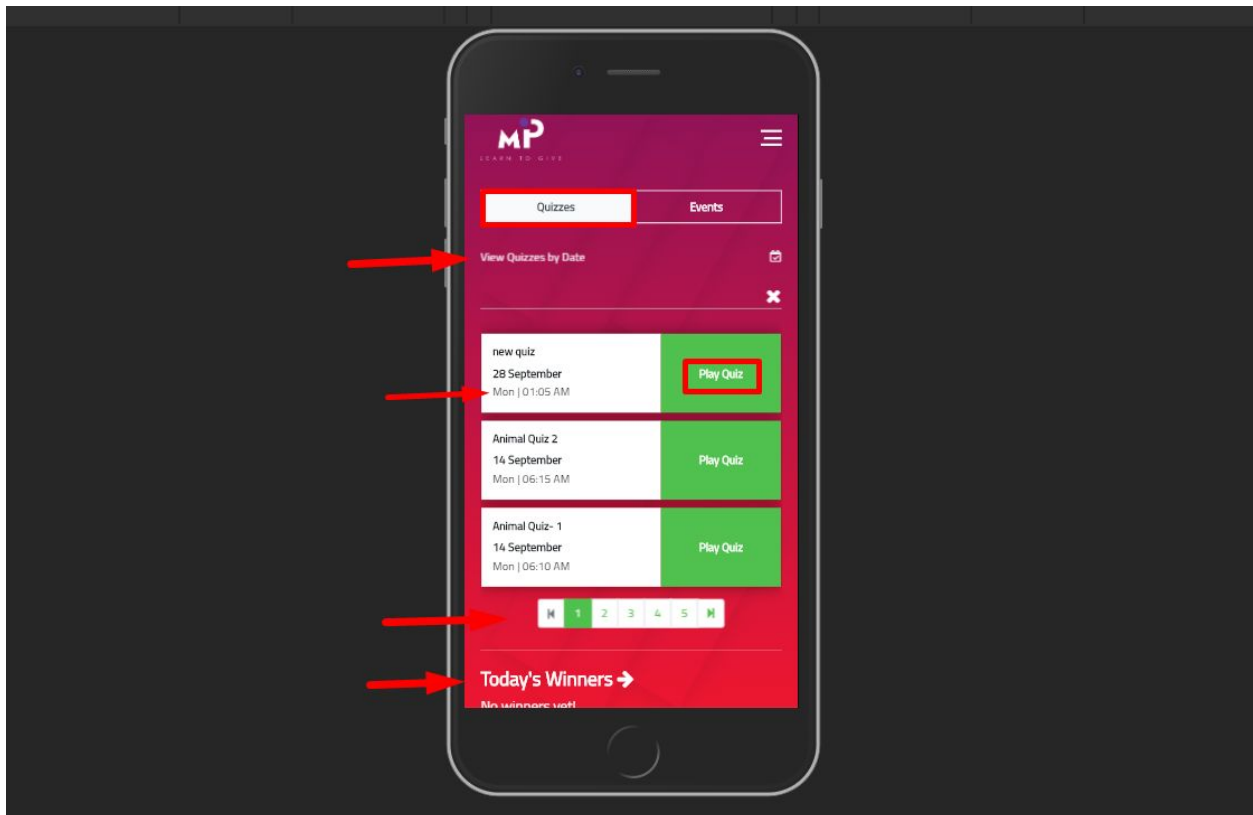 MP
LEARN TO GIVE
Quizzes Events
View Quizzes by Date
new quiz
28 September
Mon | 01:05 AM
Play Quiz
Animal Quiz 2
14 September
Mon | 06:15 AM
Play Quiz
Animal Quiz- 1
14 September
Mon | 06:10 AM
Play Quiz
1 2 3 4 5
Today's Winners
No winners yet!